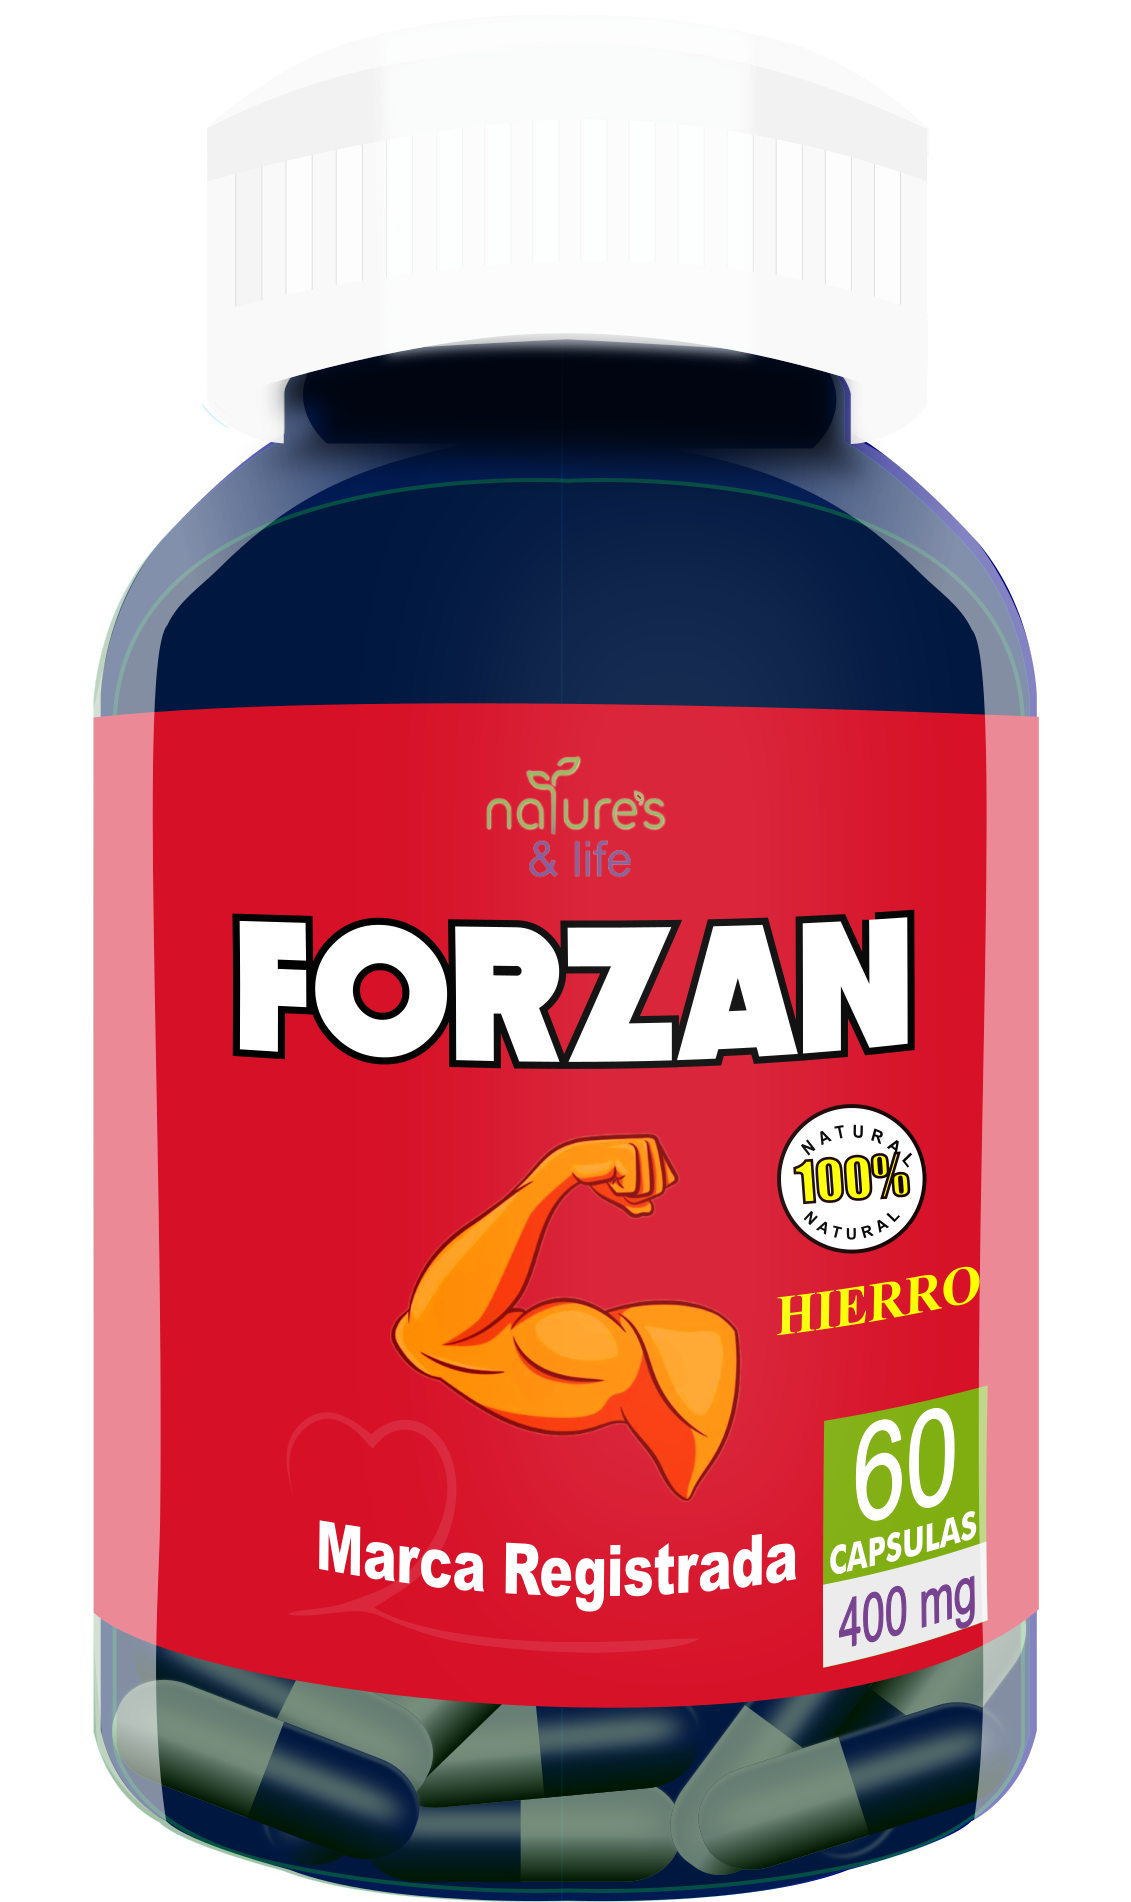 nature's
& life
FORZAN
NATURAL
100%
NATURAL
HIERRO
60
CAPSULAS
400 mg
Marca Registrada